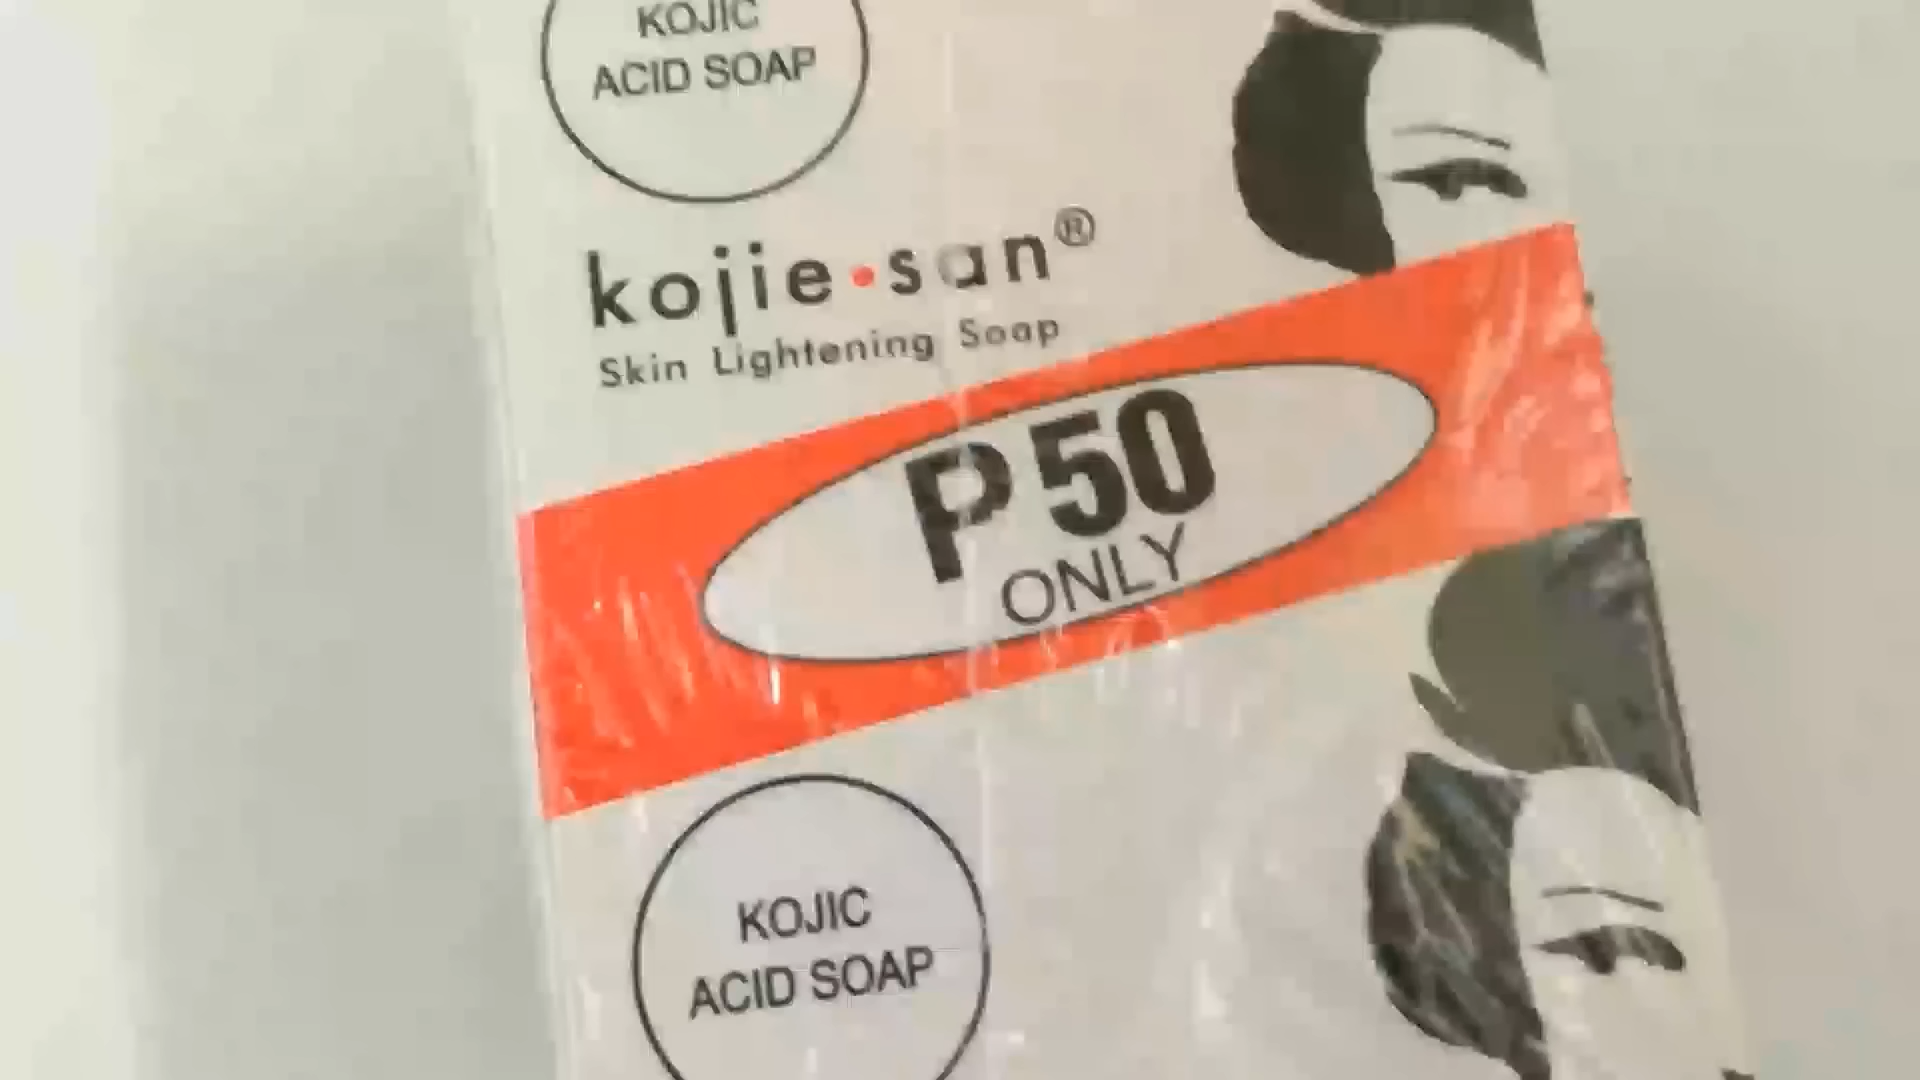 KOJIC
ACID SOAP
kojie•san®
Skin Lightening Soap
P50
ONLY
KOJIC
ACID SOAP